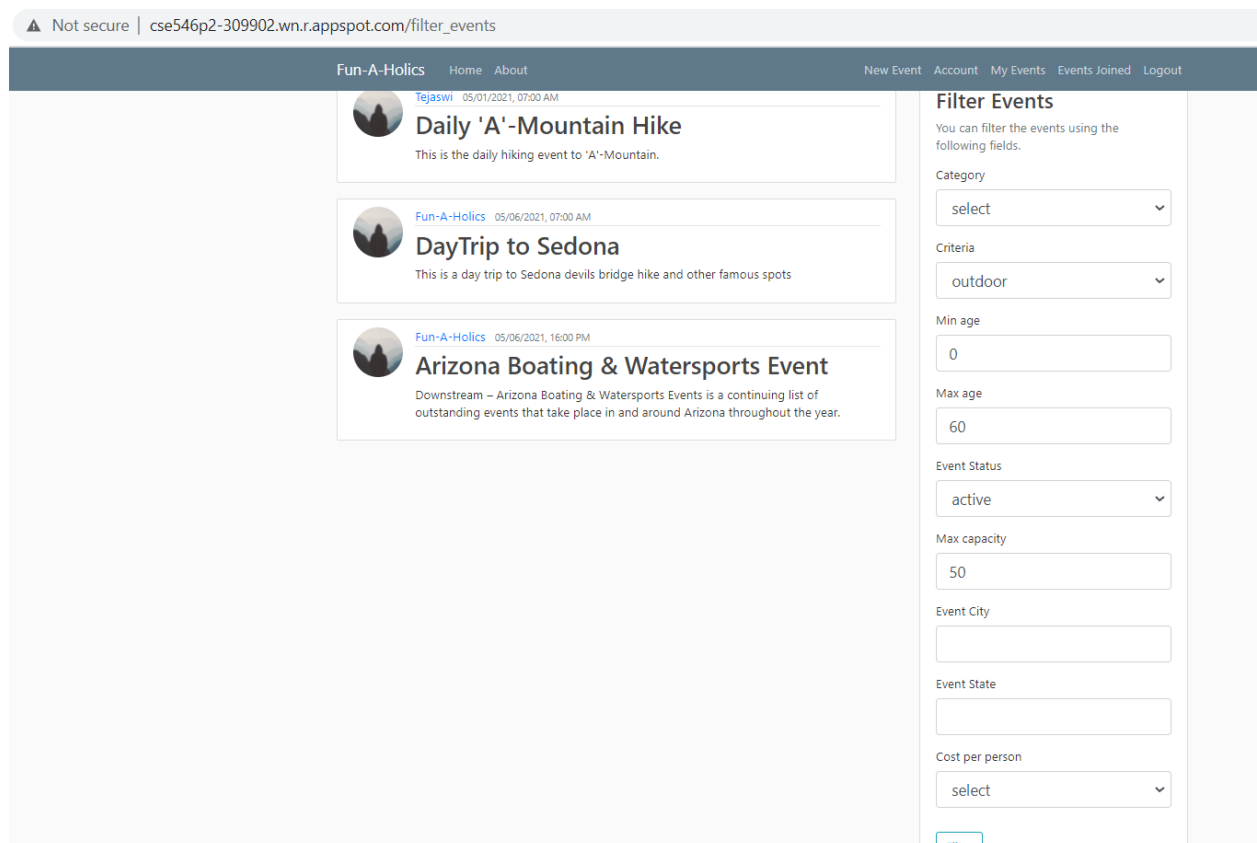 Not secure | cse546p2-309902.wn.r.appspot.com/filter_events
Fun-A-Holics Home About New Event Account My Events Events Joined Logout
Tejaswi 05/01/2021, 07:00 AM
Daily 'A'-Mountain Hike
This is the daily hiking event to 'A'-Mountain.
Fun-A-Holics 05/06/2021, 07:00 AM
DayTrip to Sedona
This is a day trip to Sedona devils bridge hike and other famous spots
Fun-A-Holics 05/06/2021, 16:00 PM
Arizona Boating & Watersports Event
Downstream – Arizona Boating & Watersports Events is a continuing list of
outstanding events that take place in and around Arizona throughout the year.
Filter Events
You can filter the events using the
following fields.
Category
select
Criteria
outdoor
Min age
0
Max age
60
Event Status
active
Max capacity
50
Event City
Event State
Cost per person
select